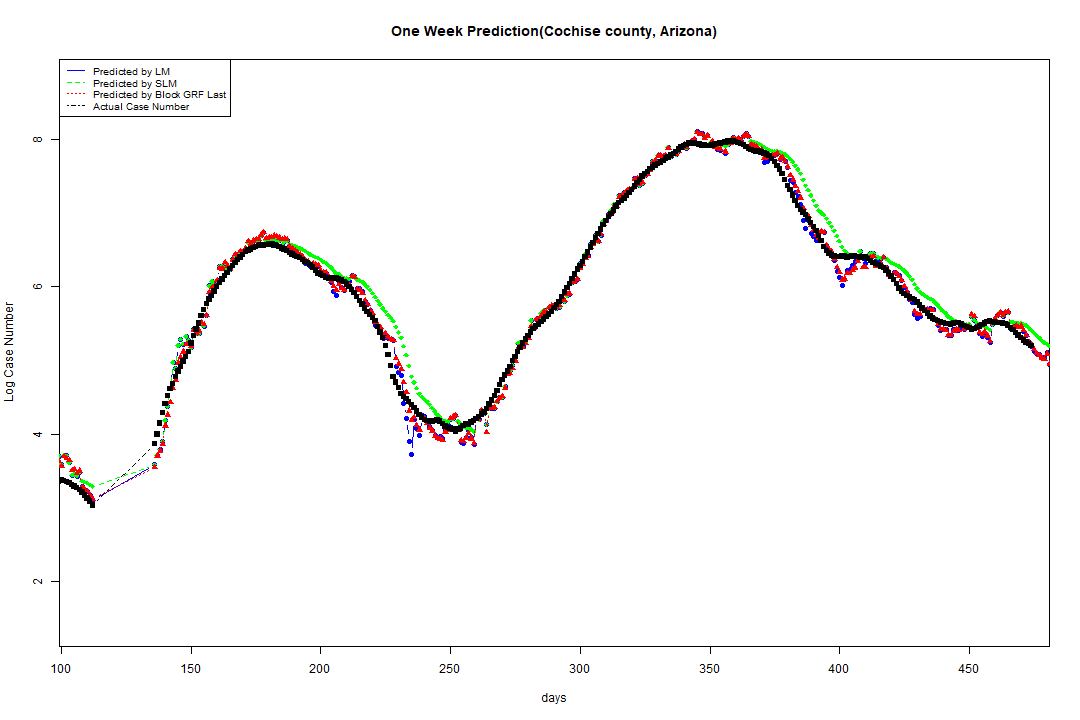 One Week Prediction(Cochise county, Arizona)
Predicted by LM
Predicted by SLM
Predicted by Block GRF Last
Actual Case Number
8
6
4
2
Log Case Number
100 150 200 250 300 350 400 450
days